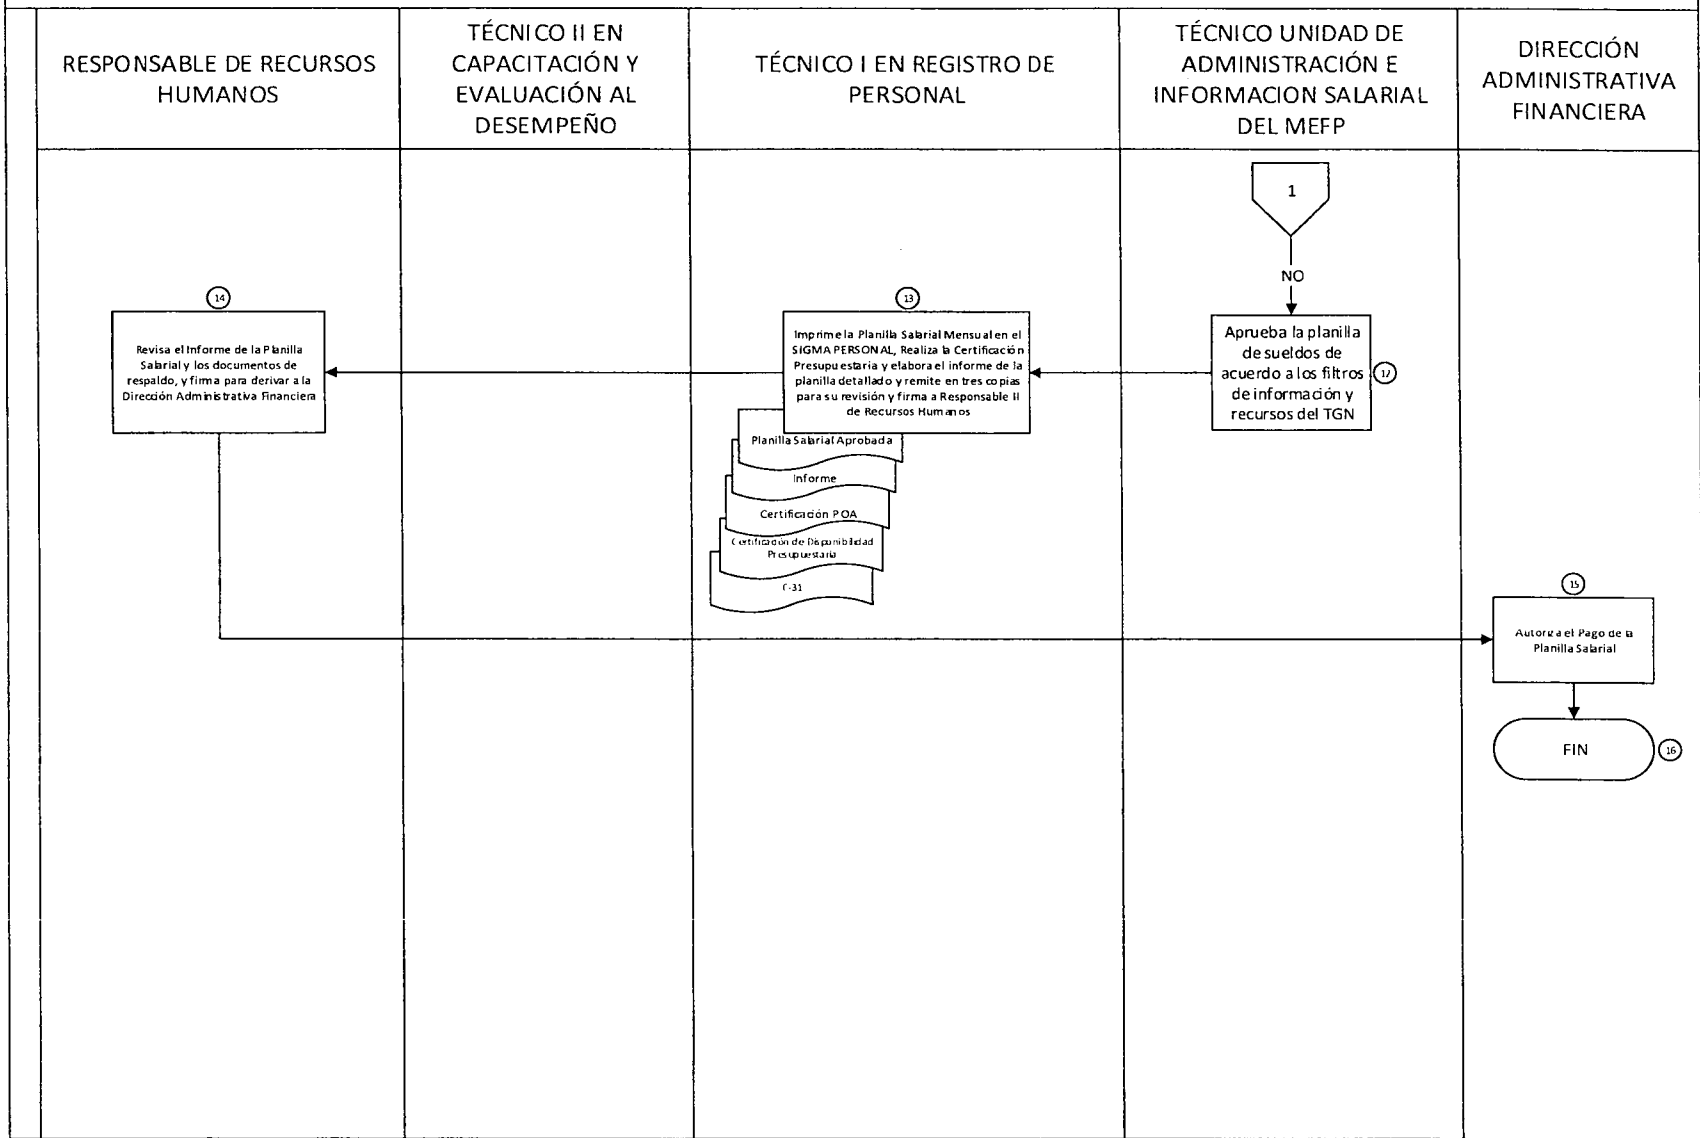 RESPONSABLE DE RECURSOS
HUMANOS
TÉCNICO II EN
CAPACITACIÓN Y
EVALUACIÓN AL
DESEMPEÑO
TÉCNICO I EN REGISTRO DE
PERSONAL
TÉCNICO UNIDAD DE
ADMINISTRACIÓN E
INFORMACION SALARIAL
DEL MEFP
DIRECCIÓN
ADMINISTRATIVA
FINANCIERA
1
NO
12
Aprueba la planilla
de sueldos de
acuerdo a los filtros
de información y
recursos del TGN
13
Imprime la Planilla Salarial Mensual en el
SIGMA PERSONAL, Realiza la Certificación
Presupuestaria y elabora el informe de la
planilla detallado y remite en tres copias
para su revisión y firma a Responsable II
de Recursos Humanos
Planilla Salarial Aprobada
Informe
Certificación POA
Certificación de Disponibilidad
Presupuestaria
C-31
14
Revisa el Informe de la Planilla
Salarial y los documentos de
respaldo, y firma para derivar a la
Dirección Administrativa Financiera
15
Autoriza el Pago de la
Planilla Salarial
FIN
16